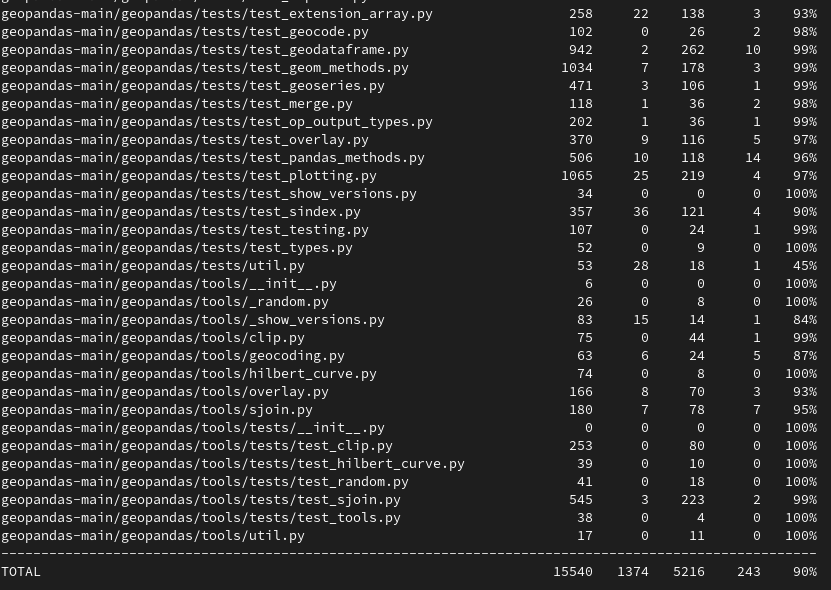 geopandas-main/geopandas/tests/test_extension_array.py 258 22 138 3 93%
geopandas-main/geopandas/tests/test_geocode.py 102 0 26 2 98%
geopandas-main/geopandas/tests/test_geodataframe.py 942 2 262 10 99%
geopandas-main/geopandas/tests/test_geom_methods.py 1034 7 178 3 99%
geopandas-main/geopandas/tests/test_geoseries.py 471 3 106 1 99%
geopandas-main/geopandas/tests/test_merge.py 118 1 36 2 98%
geopandas-main/geopandas/tests/test_op_output_types.py 202 1 36 1 99%
geopandas-main/geopandas/tests/test_overlay.py 370 9 116 5 97%
geopandas-main/geopandas/tests/test_pandas_methods.py 506 10 118 14 96%
geopandas-main/geopandas/tests/test_plotting.py 1065 25 219 4 97%
geopandas-main/geopandas/tests/test_show_versions.py 34 0 0 0 100%
geopandas-main/geopandas/tests/test_sindex.py 357 36 121 4 90%
geopandas-main/geopandas/tests/test_testing.py 107 0 24 1 99%
geopandas-main/geopandas/tests/test_types.py 52 0 9 0 100%
geopandas-main/geopandas/tests/util.py 53 28 18 1 45%
geopandas-main/geopandas/tools/__init__.py 6 0 0 0 100%
geopandas-main/geopandas/tools/_random.py 26 0 8 0 100%
geopandas-main/geopandas/tools/_show_versions.py 83 15 14 1 84%
geopandas-main/geopandas/tools/clip.py 75 0 44 1 99%
geopandas-main/geopandas/tools/geocoding.py 63 6 24 5 87%
geopandas-main/geopandas/tools/hilbert_curve.py 74 0 8 0 100%
geopandas-main/geopandas/tools/overlay.py 166 8 70 3 93%
geopandas-main/geopandas/tools/sjoin.py 180 7 78 7 95%
geopandas-main/geopandas/tools/tests/__init__.py 0 0 0 0 100%
geopandas-main/geopandas/tools/tests/test_clip.py 253 0 80 0 100%
geopandas-main/geopandas/tools/tests/test_hilbert_curve.py 39 0 10 0 100%
geopandas-main/geopandas/tools/tests/test_random.py 41 0 18 0 100%
geopandas-main/geopandas/tools/tests/test_sjoin.py 545 3 223 2 99%
geopandas-main/geopandas/tools/tests/test_tools.py 38 0 4 0 100%
geopandas-main/geopandas/tools/util.py 17 0 11 0 100%
------------------------------------------------------------------------------------------------------
TOTAL 15540 1374 5216 243 90%